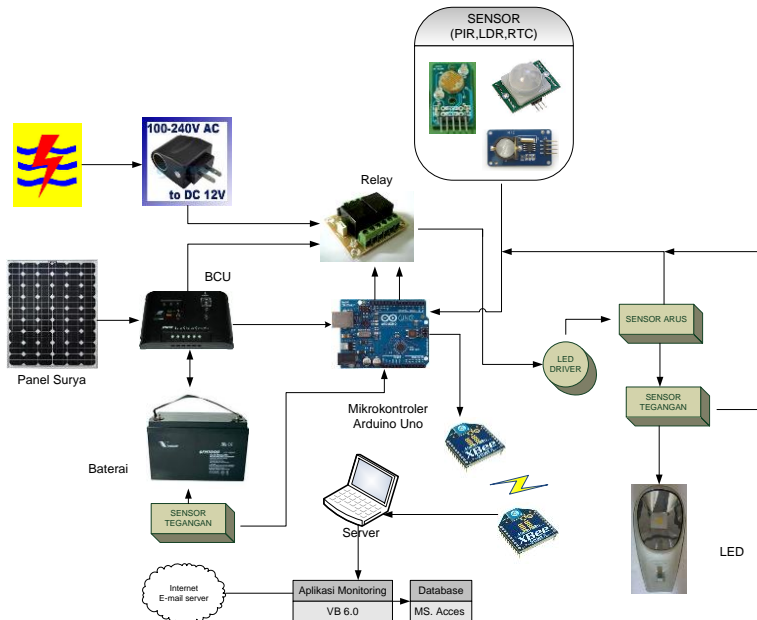 SENSOR
(PIR,LDR,RTC)
100-240V AC
to DC 12V
Relay
BCU
Panel Surya
Mikrokontroler
Arduino Uno
SENSOR ARUS
LED
DRIVER
SENSOR
TEGANGAN
Baterai
SENSOR
TEGANGAN
XBee
XBee
Server
LED
Internet
E-mail server
Aplikasi Monitoring
VB 6.0
Database
MS. Acces